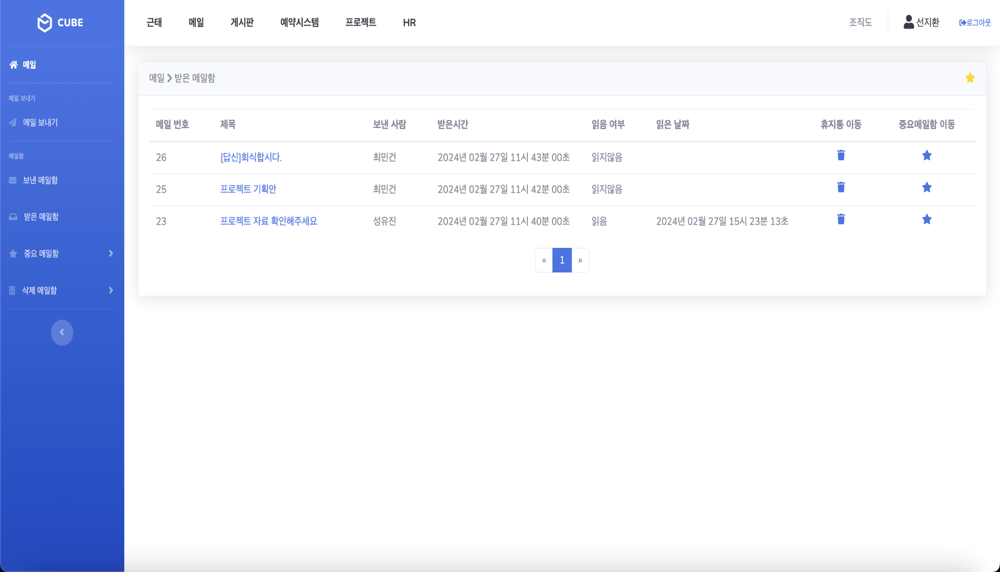 CUBE
근태 메일 게시판 예약시스템 프로젝트 HR 조직도 선지환 로그아웃
메일
메일 보내기
메일 보내기
메일함
보낸 메일함
받은 메일함
중요 메일함
삭제 메일함
메일 받은 메일함
메일 번호 제목 보낸 사람 받은시간 읽음 여부 읽은 날짜 휴지통 이동 중요메일함 이동
26 [답신]회식합시다. 최민건 2024년 02월 27일 11시 43분 00초 읽지않음
25 프로젝트 기획안 최민건 2024년 02월 27일 11시 42분 00초 읽지않음
23 프로젝트 자료 확인해주세요 성유진 2024년 02월 27일 11시 40분 00초 읽음 2024년 02월 27일 15시 23분 13초
« 1 »